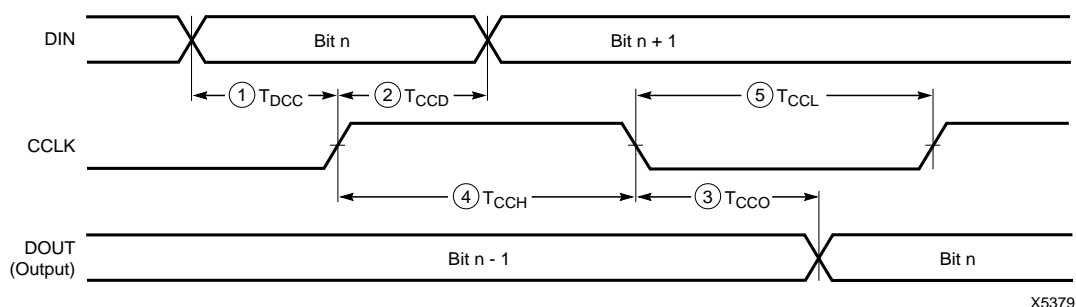 DIN
Bit n
Bit n + 1
1 TDCC
2 TCCD
5 TCCL
CCLK
4 TCCH
3 TCCO
DOUT
(Output)
Bit n - 1
Bit n
X5379